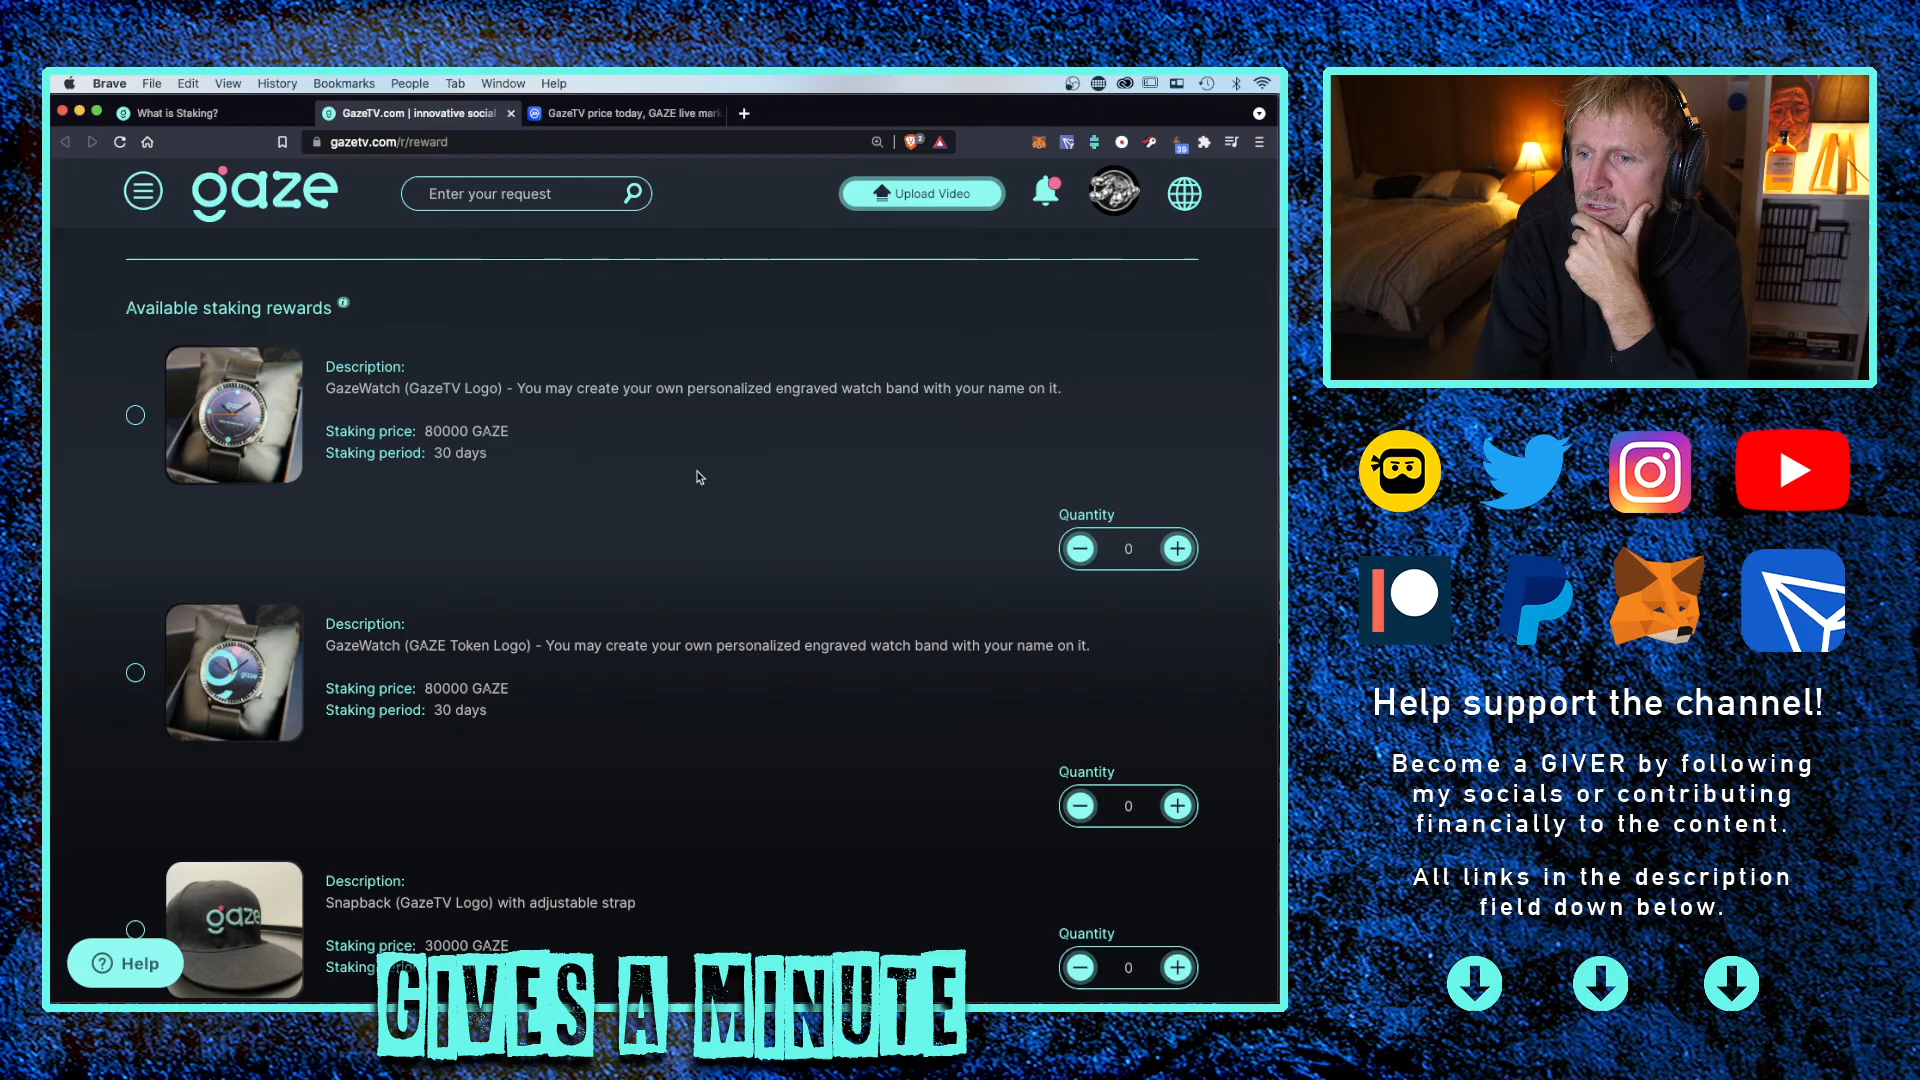 Brave File Edit View History Bookmarks People Tab Window Help
What is Staking?
GazeTV.com | innovative social
GazeTV price today, GAZE live mark
gazetv.com/r/reward
2
39
gaze
Enter your request
Upload Video
Available staking rewards
Description:
GazeWatch (GazeTV Logo) - You may create your own personalized engraved watch band with your name on it.
Staking price: 80000 GAZE
Staking period: 30 days
Quantity
0
Description:
GazeWatch (GAZE Token Logo) - You may create your own personalized engraved watch band with your name on it.
Staking price: 80000 GAZE
Staking period: 30 days
gaze
Quantity
0
Description:
Snapback (GazeTV Logo) with adjustable strap
Staking price: 30000 GAZE
Staking
gaze
Quantity
0
Help
GIVES A MINUTE
Help support the channel!
Become a GIVER by following
my socials or contributing
financially to the content.
All links in the description
field down below.